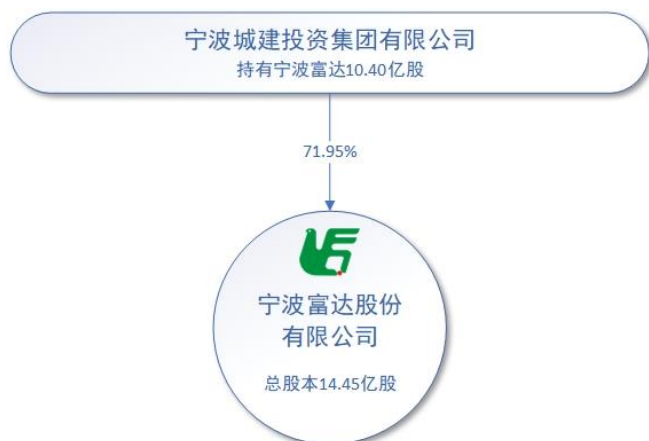 宁波城建投资集团有限公司
持有宁波富达10.40亿股
71.95%
宁波富达股份
有限公司
总股本14.45亿股